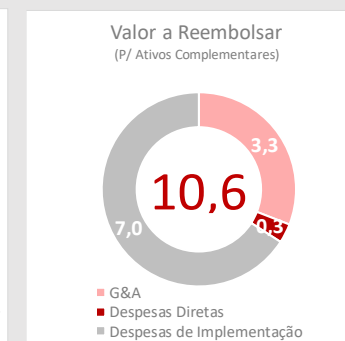 Valor a Reembolsar
(P/ Ativos Complementares)
3,3
10,6
0,3
7,0
G&A
Despesas Diretas
Despesas de Implementação